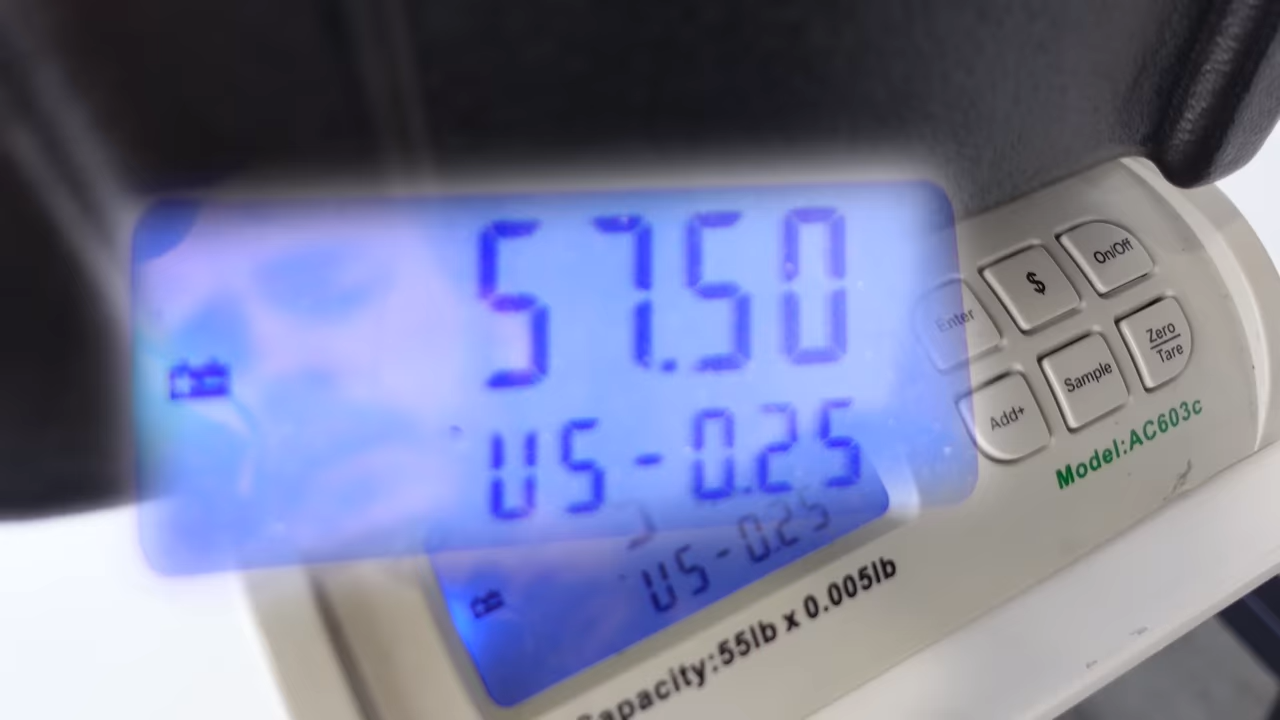 57.50
US-0.25
US-0.25
Enter
$
On/Off
Add+
Sample
Zero
Tare
Model:AC603c
Capacity:55lb x 0.005lb